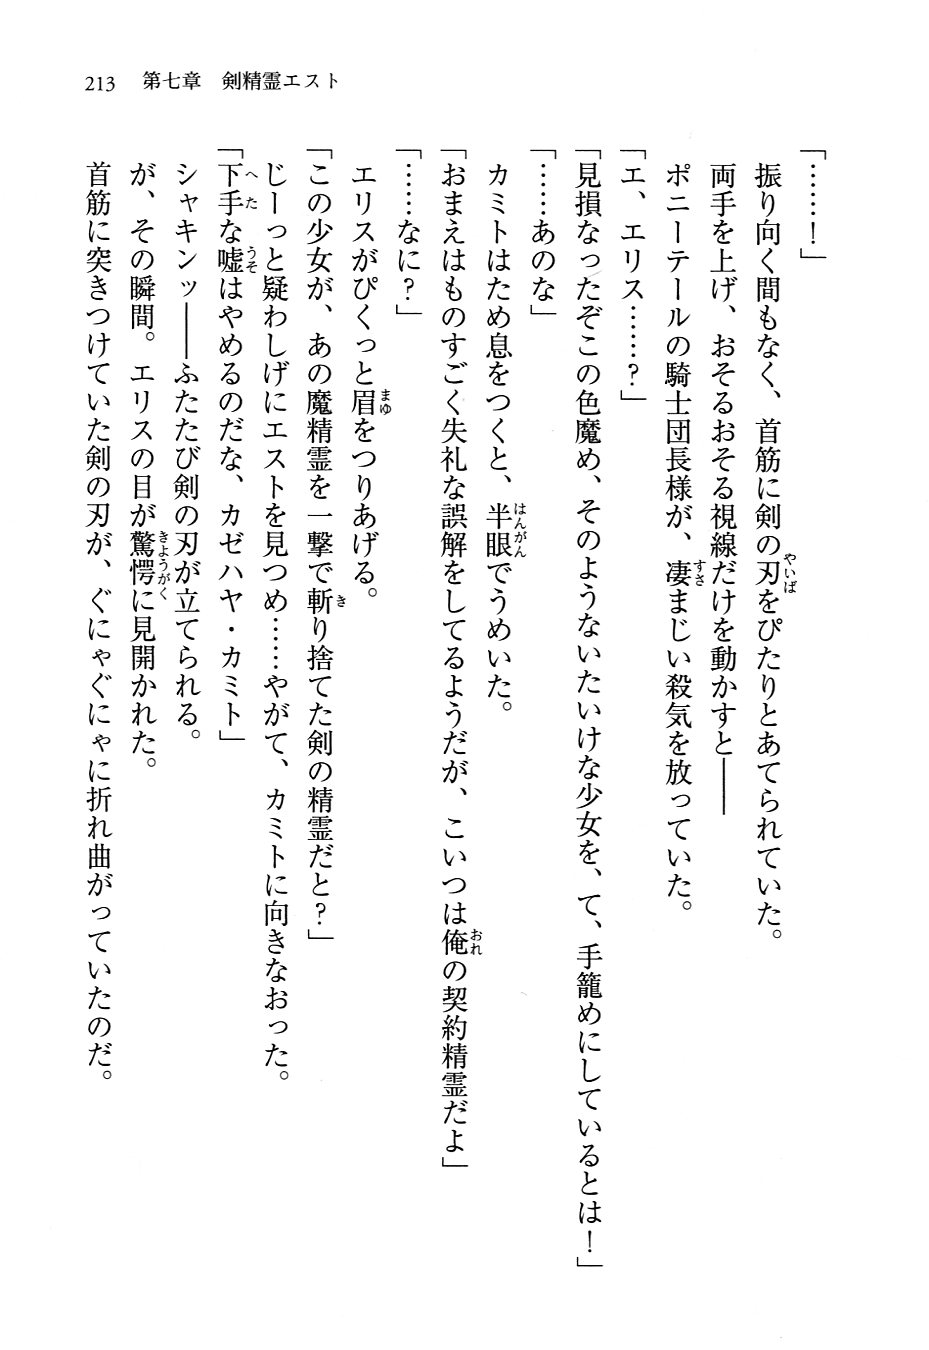 213 第七章 剣精霊エスト
「……！」
振り向く間もなく、首筋に剣の刃をぴたりとあてられていた。
両手を上げ、おそるおそる視線だけを動かすと――
ポニーテールの騎士団長様が、凄まじい殺気を放っていた。
「エ、エリス……？」
「見損なったぞこの色魔め、そのようないたいけな少女を、て、手籠めにしているとは！」
「……あのな」
カミトはため息をつくと、半眼でうめいた。
「おまえはものすごく失礼な誤解をしてるようだが、こいつは俺の契約精霊だよ」
「……なに？」
エリスがぴくっと眉をつりあげる。
「この少女が、あの魔精霊を一撃で斬り捨てた剣の精霊だと？」
じーっと疑わしげにエストを見つめ……やがて、カミトに向きなおった。
「下手な嘘はやめるのだな、カゼハヤ・カミト」
シャキンッ――ふたたび剣の刃が立てられる。
が、その瞬間。エリスの目が驚愕に見開かれた。
首筋に突きつけていた剣の刃が、ぐにゃぐにゃに折れ曲がっていたのだ。